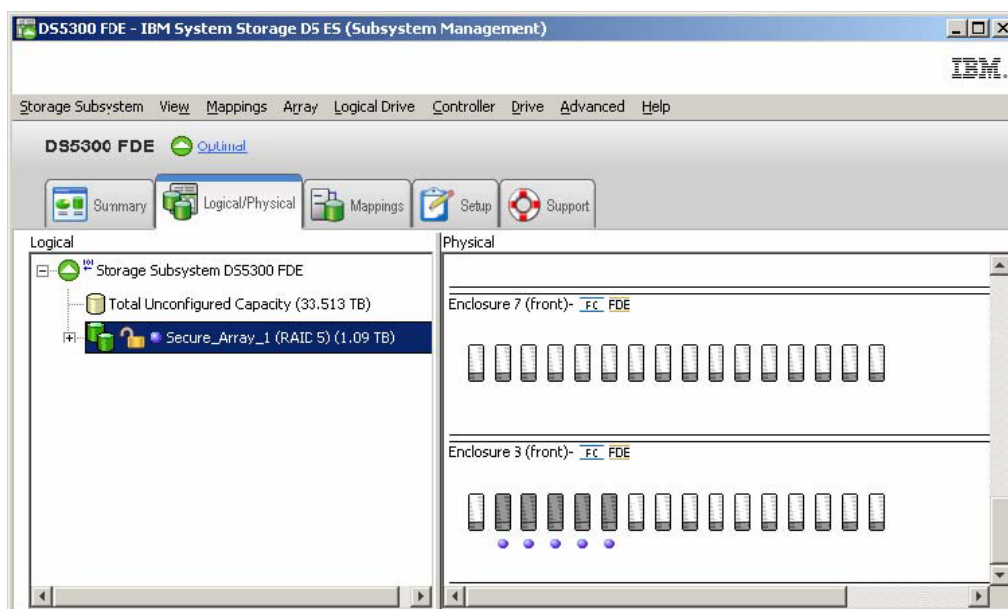 DS5300 FDE - IBM System Storage DS ES (Subsystem Management)
IBM.
Storage Subsystem View Mappings Array Logical Drive Controller Drive Advanced Help
DS5300 FDE Optimal
Summary Logical/Physical Mappings Setup Support
Logical
Physical
Storage Subsystem DS5300 FDE
Total Unconfigured Capacity (33.513 TB)
Secure_Array_1 (RAID 5) (1.09 TB)
Enclosure 7 (front)- FC FDE
Enclosure 3 (front)- FC FDE